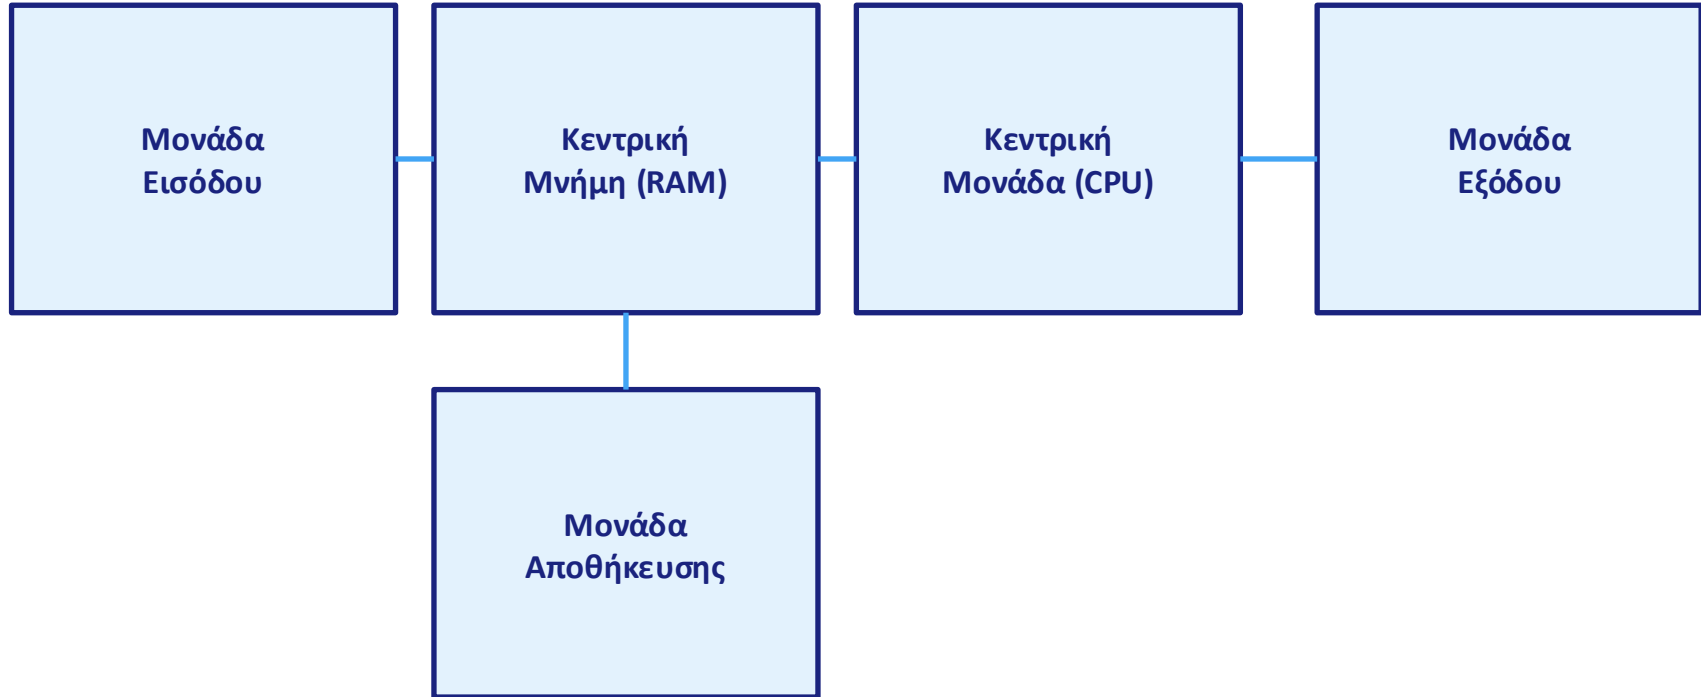 Μονάδα
Εισόδου
Κεντρική
Μνήμη (RAM)
Κεντρική
Μονάδα (CPU)
Μονάδα
Εξόδου
Μονάδα
Αποθήκευσης